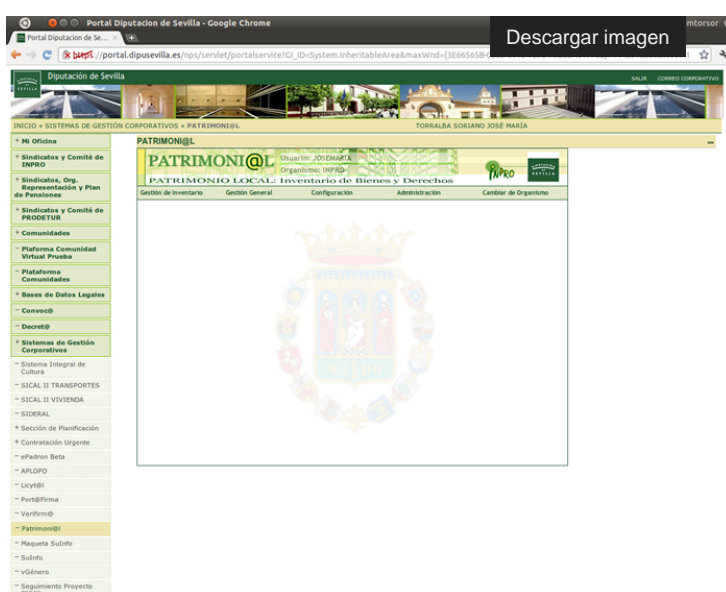 Portal Diputacion de Sevilla - Google Chrome
mtorsor
Portal Diputacion de Se...
Descargar imagen
https://portal.dipusevilla.es/nps/servlet/portalservice?GI_ID=System.InheritableArea&maxWnd=
Diputación de Sevilla
SEVILLA
SALIR
CORREO CORPORATIVO
INICIO » SISTEMAS DE GESTIÓN CORPORATIVOS » PATRIMONI@L
TORRALBA SORIANO JOSÉ MARÍA
+ Mi Oficina
+ Sindicatos y Comité de
INPRO
+ Sindicatos, Org.
Representación y Plan
de Pensiones
+ Sindicatos y Comité de
PRODETUR
+ Comunidades
− Plaforma Comunidad
Virtual Prueba
− Plataforma
Comunidades
+ Bases de Datos Legales
− Convoc@
− Decret@
+ Sistemas de Gestión
Corporativos
− Sistema Integral de
Cultura
− SICAL II TRANSPORTES
− SICAL II VIVIENDA
− SIDERAL
+ Sección de Planificación
+ Contratación Urgente
− ePadron Beta
− APLOPD
− Licyt@l
− Port@firma
− Verifirm@
− Patrimoni@l
− Maqueta SuInfo
− SuInfo
− vGénero
− Seguimiento Proyecto
PATRIMONI@L
PATRIMONI@L
Usuario: JOSEMARIA
Organismo: INPRO
PATRIMONIO LOCAL: Inventario de Bienes y Derechos
INPRO
SEVILLA
Gestión de Inventario
Gestión General
Configuración
Administración
Cambiar de Organismo
NO8DO